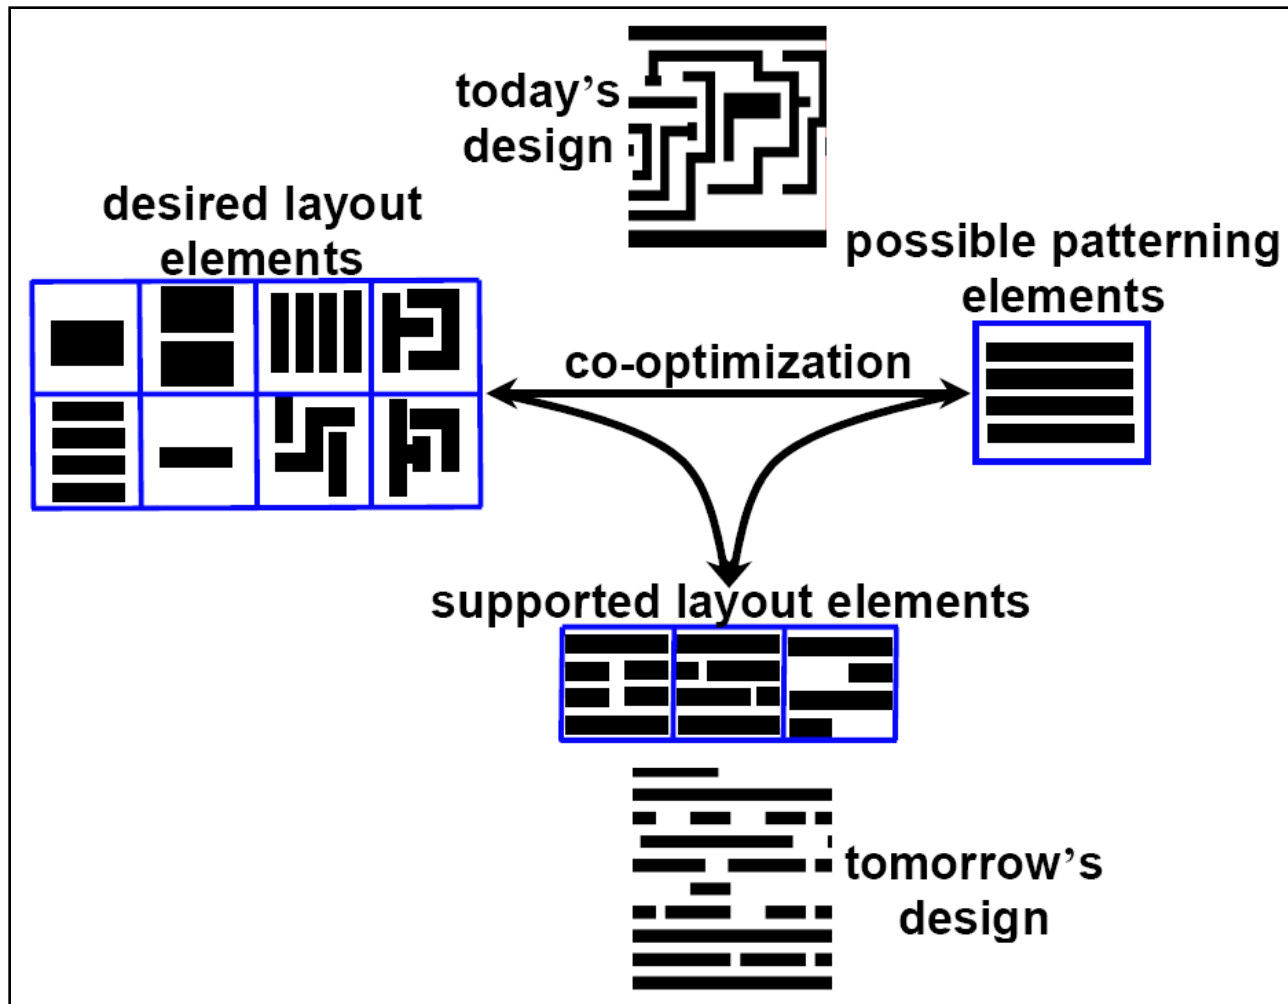 today’s
design
desired layout
elements
possible patterning
elements
co-optimization
supported layout elements
tomorrow’s
design